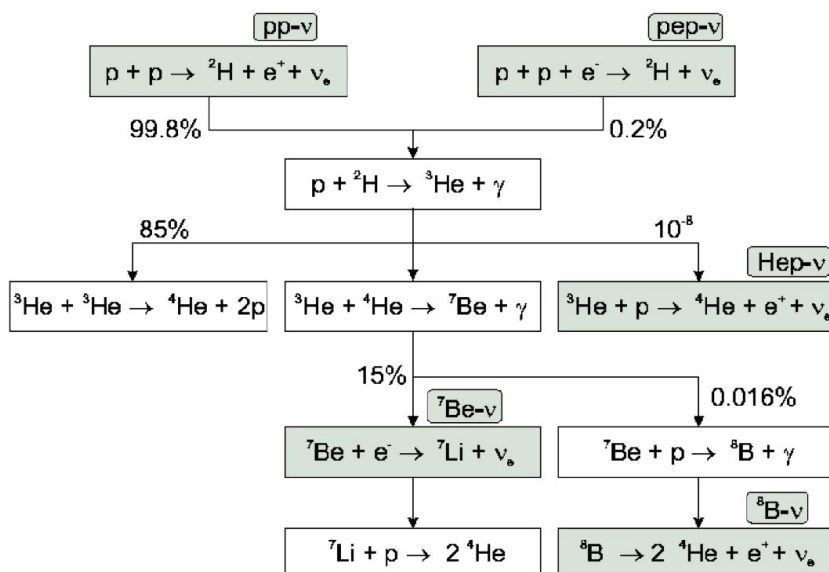 pp-ν
pep-ν
p + p → ²H + e⁺ + νₑ
p + p + e⁻ → ²H + νₑ
99.8%
0.2%
p + ²H → ³He + γ
85%
10⁻⁸
Hep-ν
³He + ³He → ⁴He + 2p
³He + ⁴He → ⁷Be + γ
³He + p → ⁴He + e⁺ + νₑ
15%
0.016%
⁷Be-ν
⁷Be + e⁻ → ⁷Li + νₑ
⁷Be + p → ⁸B + γ
⁸B-ν
⁷Li + p → 2 ⁴He
⁸B → 2 ⁴He + e⁺ + νₑ